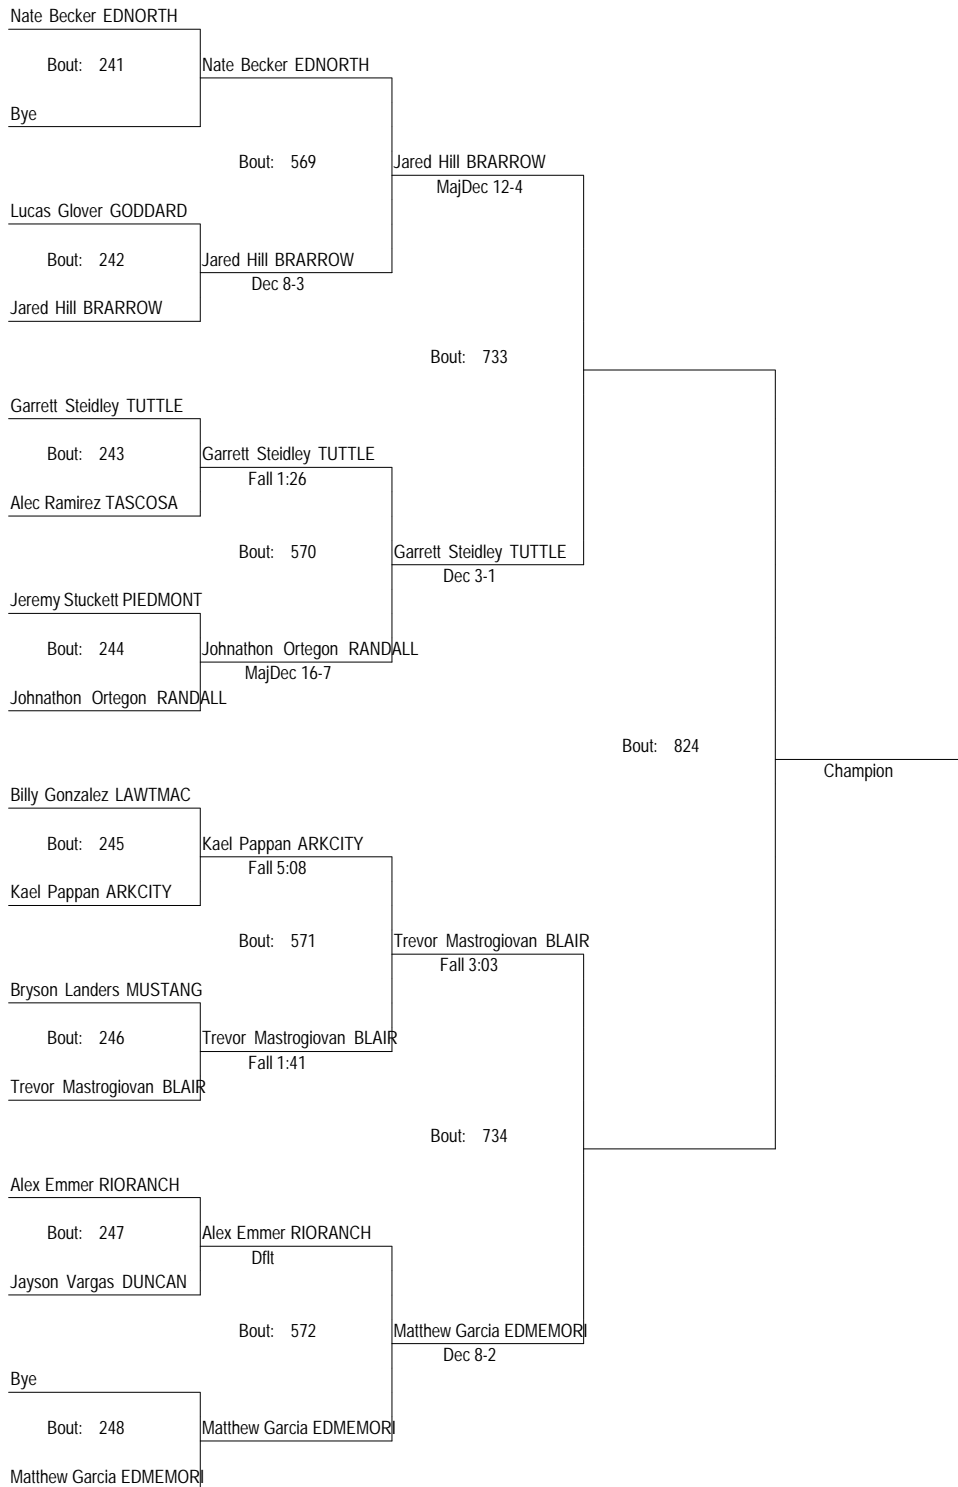 Nate Becker EDNORTH
Bout: 241
Nate Becker EDNORTH
Bye
Bout: 569
Jared Hill BRARROW
MajDec 12-4
Lucas Glover GODDARD
Bout: 242
Jared Hill BRARROW
Dec 8-3
Jared Hill BRARROW
Bout: 733
Garrett Steidley TUTTLE
Bout: 243
Garrett Steidley TUTTLE
Fall 1:26
Alec Ramirez TASCOSA
Bout: 570
Garrett Steidley TUTTLE
Dec 3-1
Jeremy Stuckett PIEDMONT
Bout: 244
Johnathon Ortegon RANDALL
MajDec 16-7
Johnathon Ortegon RANDALL
Bout: 824
Champion
Billy Gonzalez LAWTMAC
Bout: 245
Kael Pappan ARKCITY
Fall 5:08
Kael Pappan ARKCITY
Bout: 571
Trevor Mastrogiovan BLAIR
Fall 3:03
Bryson Landers MUSTANG
Bout: 246
Trevor Mastrogiovan BLAIR
Fall 1:41
Trevor Mastrogiovan BLAIR
Bout: 734
Alex Emmer RIORANCH
Bout: 247
Alex Emmer RIORANCH
Dflt
Jayson Vargas DUNCAN
Bout: 572
Matthew Garcia EDMEMORI
Dec 8-2
Bye
Bout: 248
Matthew Garcia EDMEMORI
Matthew Garcia EDMEMORI